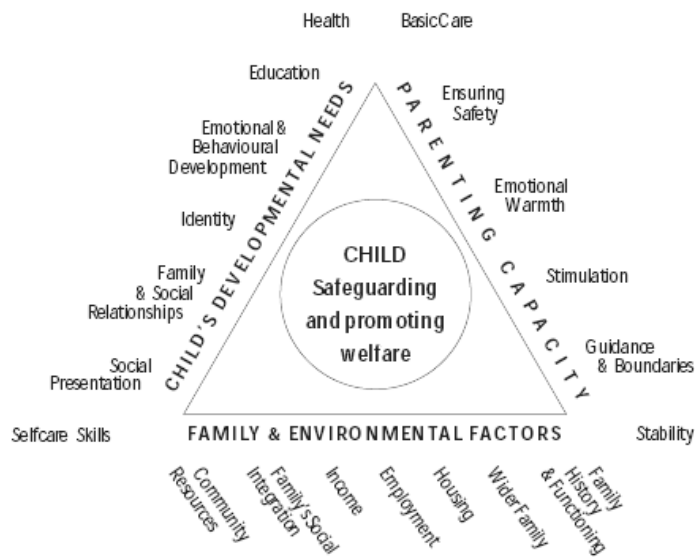 Health
BasicCare
Education
Ensuring
Safety
Emotional &
Behavioural
Development
Emotional
Warmth
Identity
Family
& Social
Relationships
Stimulation
Social
Presentation
Guidance
& Boundaries
Selfcare Skills
Stability
CHILD'S DEVELOPMENTAL NEEDS
PARENTING CAPACITY
CHILD
Safeguarding
and promoting
welfare
FAMILY & ENVIRONMENTAL FACTORS
Community
Resources
Family's Social
Integration
Income
Employment
Housing
Wider Family
Family
History
& Functioning